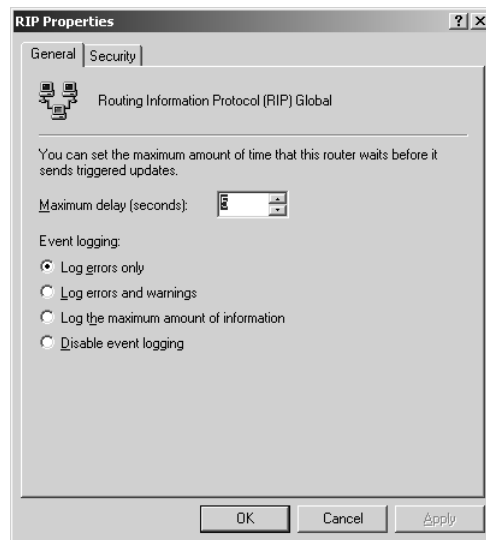 RIP Properties
? ×
General
Security
Routing Information Protocol (RIP) Global
You can set the maximum amount of time that this router waits before it
sends triggered updates.
Maximum delay (seconds): 5
Event logging:
Log errors only
Log errors and warnings
Log the maximum amount of information
Disable event logging
OK
Cancel
Apply